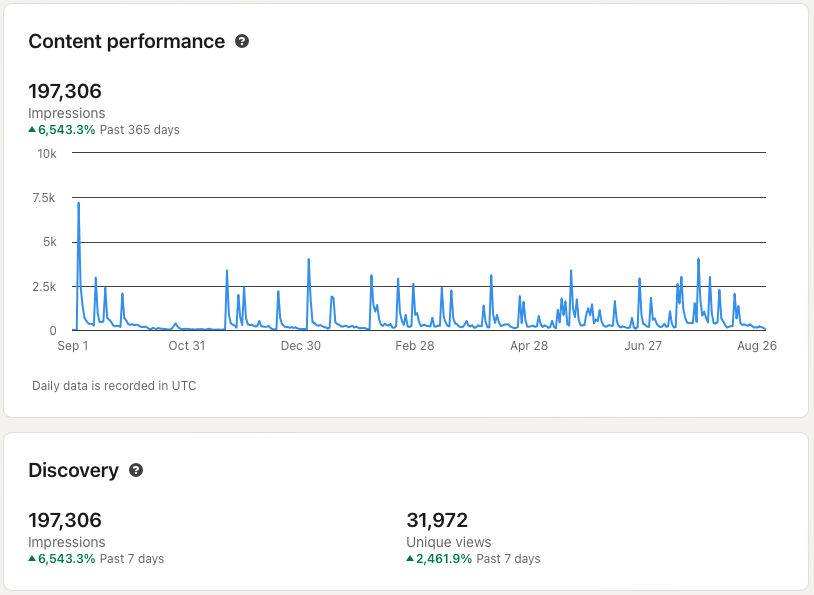 Content performance ?
197,306
Impressions
▲6,543.3% Past 365 days
10k
7.5k
5k
2.5k
0
Sep 1 Oct 31 Dec 30 Feb 28 Apr 28 Jun 27 Aug 26
Daily data is recorded in UTC
Discovery ?
197,306 31,972
Impressions Unique views
▲6,543.3% Past 7 days ▲2,461.9% Past 7 days